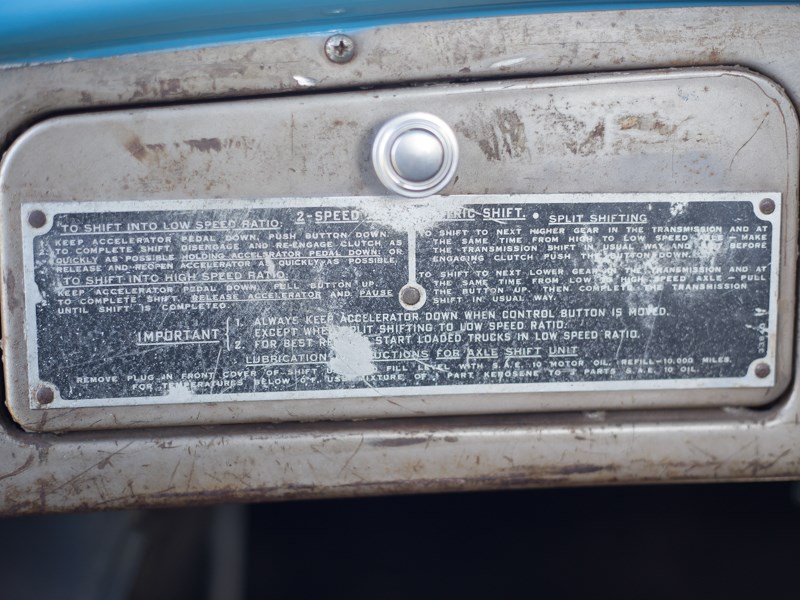 2-SPEED ELECTRIC SHIFT. • SPLIT SHIFTING
TO SHIFT INTO LOW SPEED RATIO:
1. KEEP ACCELERATOR PEDAL DOWN, PUSH BUTTON DOWN.
2. TO COMPLETE SHIFT, DISENGAGE AND RE-ENGAGE CLUTCH AS
QUICKLY AS POSSIBLE HOLDING ACCELERATOR PEDAL DOWN; OR
RELEASE AND REOPEN ACCELERATOR AS QUICKLY AS POSSIBLE.
TO SHIFT INTO HIGH SPEED RATIO:
KEEP ACCELERATOR PEDAL DOWN, PULL BUTTON UP.
2. TO COMPLETE SHIFT, RELEASE ACCELERATOR AND PAUSE
UNTIL SHIFT IS COMPLETED.
TO SHIFT TO NEXT HIGHER GEAR IN THE TRANSMISSION AND AT
THE SAME TIME FROM HIGH TO LOW SPEED AXLE — MAKE
THE TRANSMISSION SHIFT IN USUAL WAY AND BEFORE
ENGAGING CLUTCH PUSH THE BUTTON DOWN.
TO SHIFT TO NEXT LOWER GEAR IN THE TRANSMISSION AND AT
THE SAME TIME FROM LOW TO HIGH SPEED AXLE — PULL
THE BUTTON UP, THEN COMPLETE THE TRANSMISSION
SHIFT IN USUAL WAY.
IMPORTANT
1. ALWAYS KEEP ACCELERATOR DOWN WHEN CONTROL BUTTON IS MOVED.
EXCEPT WHEN SPLIT SHIFTING TO LOW SPEED RATIO.
2. FOR BEST START LOADED TRUCKS IN LOW SPEED RATIO.
LUBRICATION INSTRUCTIONS FOR AXLE SHIFT UNIT
REMOVE PLUG IN FRONT COVER OF SHIFT FILL LEVEL WITH S.A.E. 10 MOTOR OIL. REFILL-10,000 MILES.
FOR TEMPERATURES BELOW 0°F. USE MIXTURE OF 1 PART KEROSENE TO PARTS S.A.E. 10 OIL.